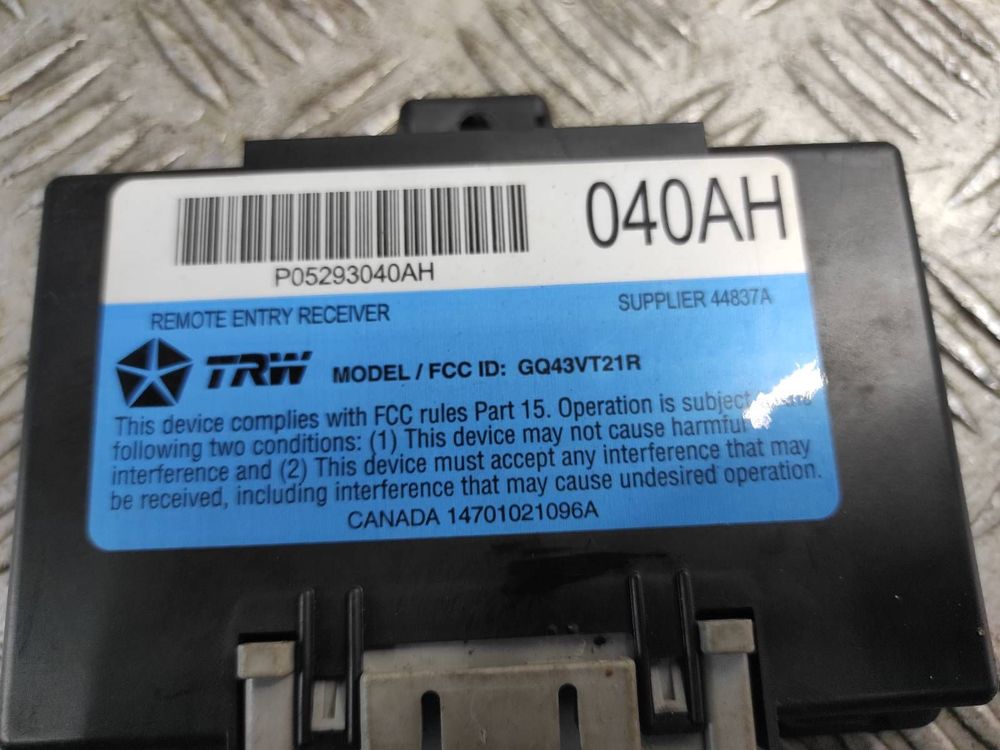 040AH
P05293040AH
REMOTE ENTRY RECEIVER
SUPPLIER 44837A
TRW MODEL / FCC ID: GQ43VT21R
This device complies with FCC rules Part 15. Operation is subject
following two conditions: (1) This device may not cause harmful
interference and (2) This device must accept any interference that may
be received, including interference that may cause undesired operation.
CANADA 14701021096A